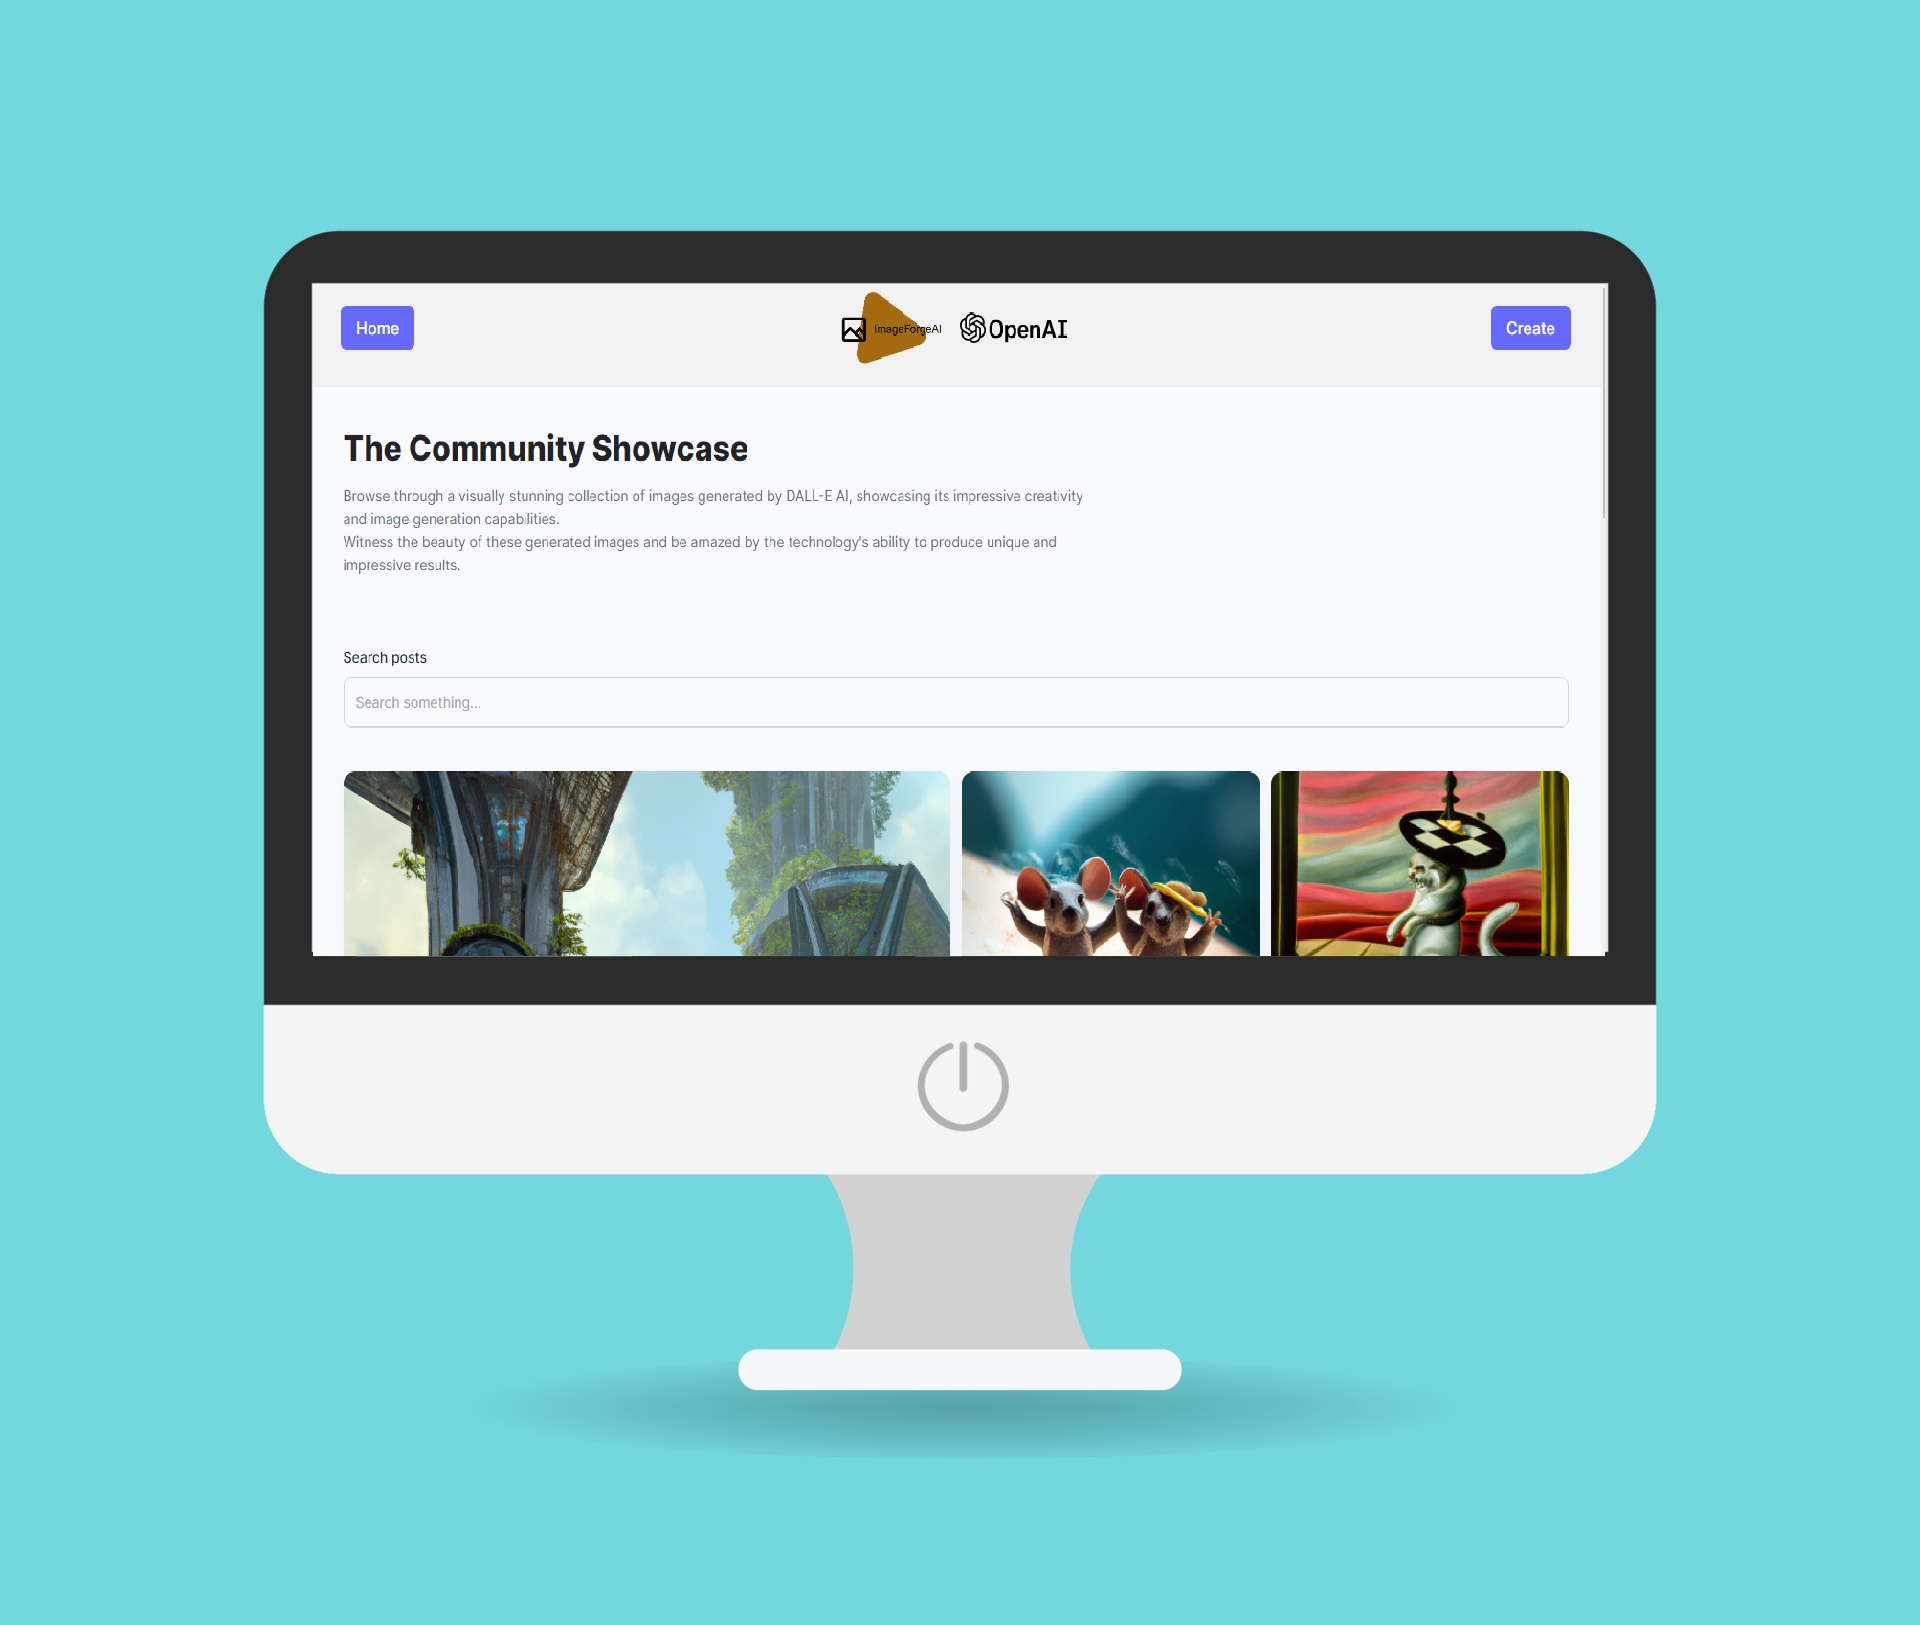 Home
ImageForgeAI
OpenAI
Create
The Community Showcase
Browse through a visually stunning collection of images generated by DALL-E AI, showcasing its impressive creativity
and image generation capabilities.
Witness the beauty of these generated images and be amazed by the technology's ability to produce unique and
impressive results.
Search posts
Search something...